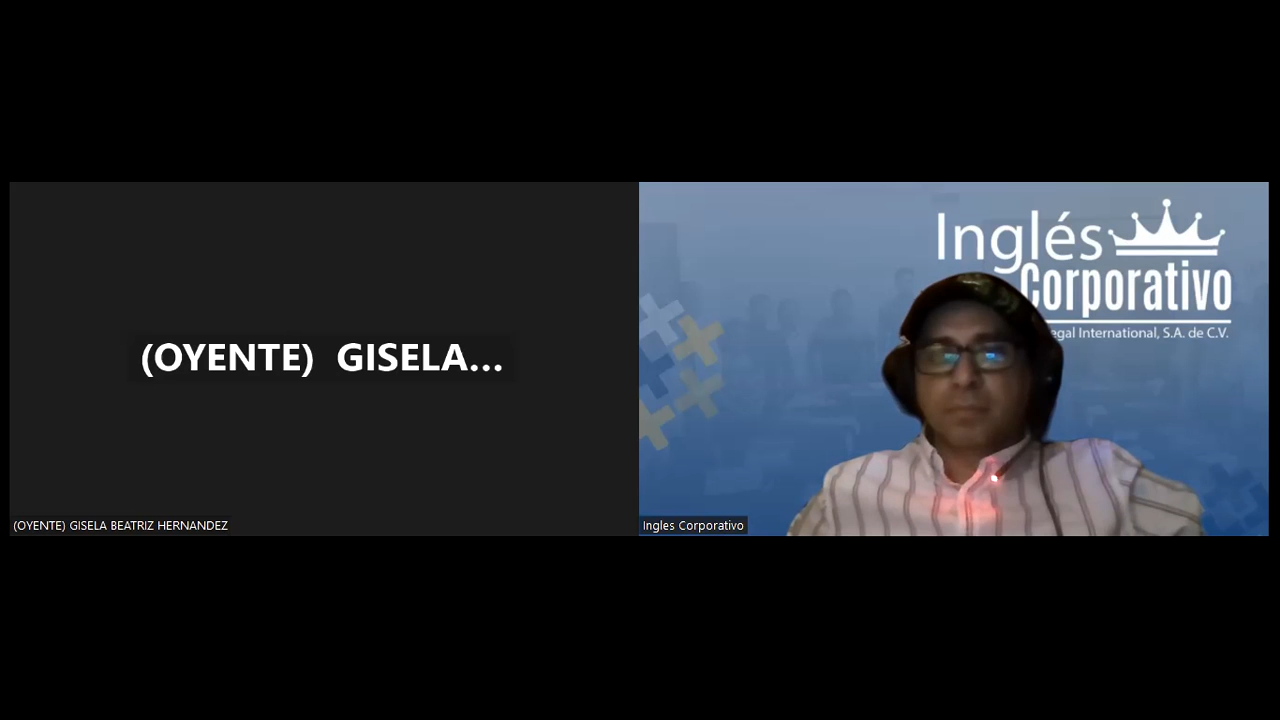 (OYENTE) GISELA...
(OYENTE) GISELA BEATRIZ HERNANDEZ
Inglés
Corporativo
egal International, S.A. de C.V.
Ingles Corporativo